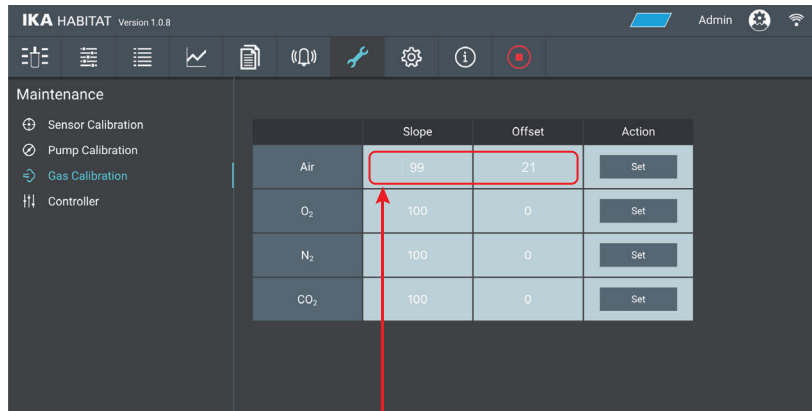 IKA HABITAT Version 1.0.8
Admin
Maintenance
Sensor Calibration
Pump Calibration
Gas Calibration
Controller
Slope Offset Action
Air 99 21 Set
O₂ 100 0 Set
N₂ 100 0 Set
CO₂ 100 0 Set